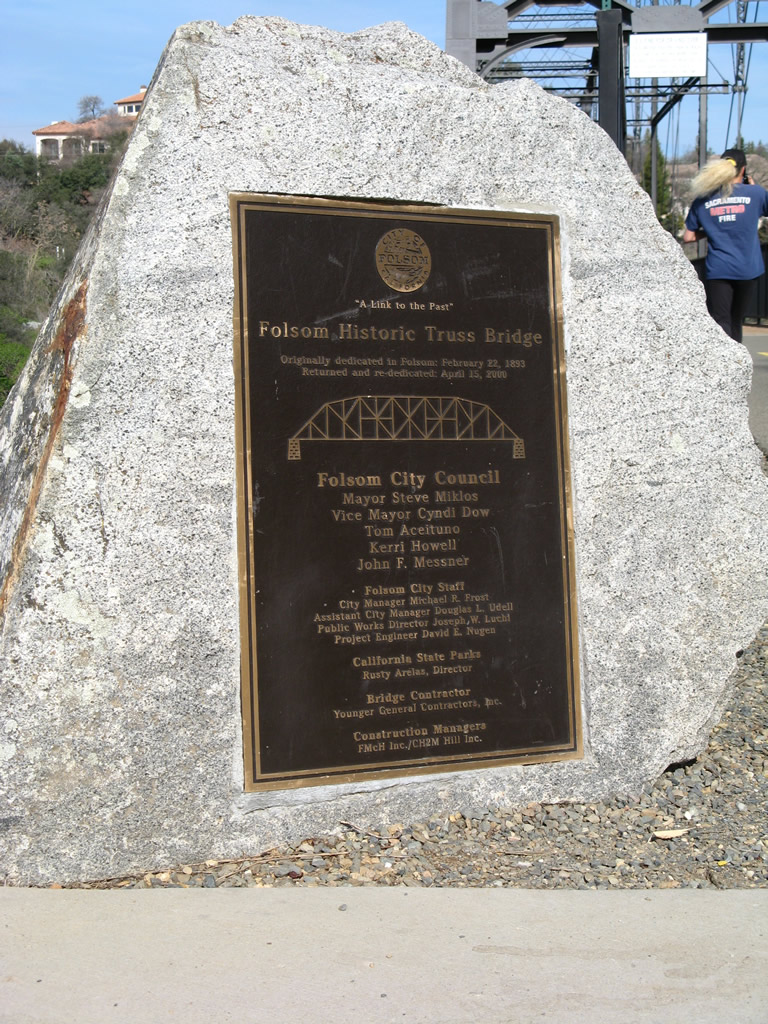 CITY OF
FOLSOM
CALIFORNIA
"A Link to the Past"
Folsom Historic Truss Bridge
Originally dedicated in Folsom: February 22, 1893
Returned and re-dedicated: April 15, 2000
Folsom City Council
Mayor Steve Miklos
Vice Mayor Cyndi Dow
Tom Aceituno
Kerri Howell
John F. Messner
Folsom City Staff
City Manager Michael R. Frost
Assistant City Manager Douglas L. Udell
Public Works Director Joseph W. Luchi
Project Engineer David E. Nugen
California State Parks
Rusty Areias, Director
Bridge Contractor
Younger General Contractors, Inc.
Construction Managers
FMcH Inc./CH2M Hill Inc.
SACRAMENTO
METRO
FIRE